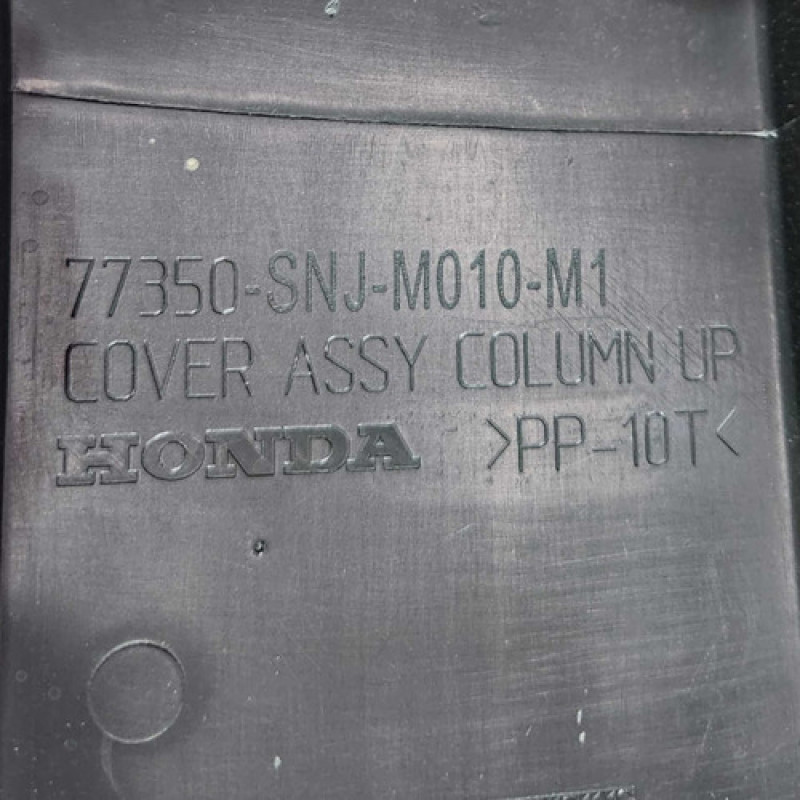 77350-SNJ-M010-M1
COVER ASSY COLUMN UP
HONDA >PP-10T<